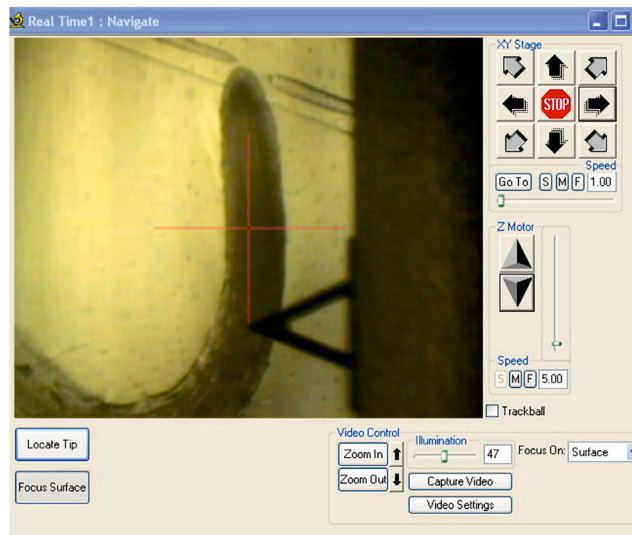 Real Time1 : Navigate
XY Stage
STOP
Speed
Go To S M F 1.00
Z Motor
Speed
S M F 5.00
Trackball
Locate Tip
Focus Surface
Video Control
Zoom In
Zoom Out
Illumination
47
Capture Video
Video Settings
Focus On: Surface